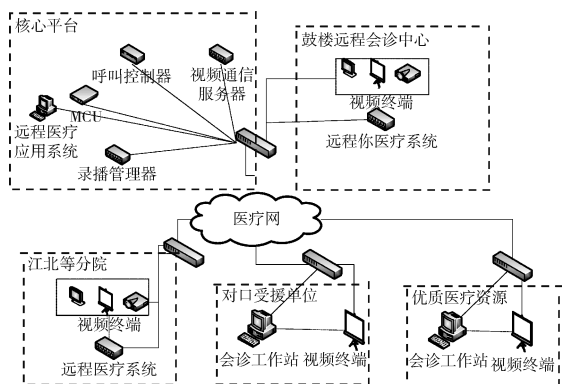 核心平台
鼓楼远程会诊中心
呼叫控制器
视频通信
服务器
视频终端
MCU
远程医疗
应用系统
远程你医疗系统
录播管理器
医疗网
江北等分院
对口受援单位
优质医疗资源
视频终端
远程医疗系统
会诊工作站 视频终端
会诊工作站 视频终端